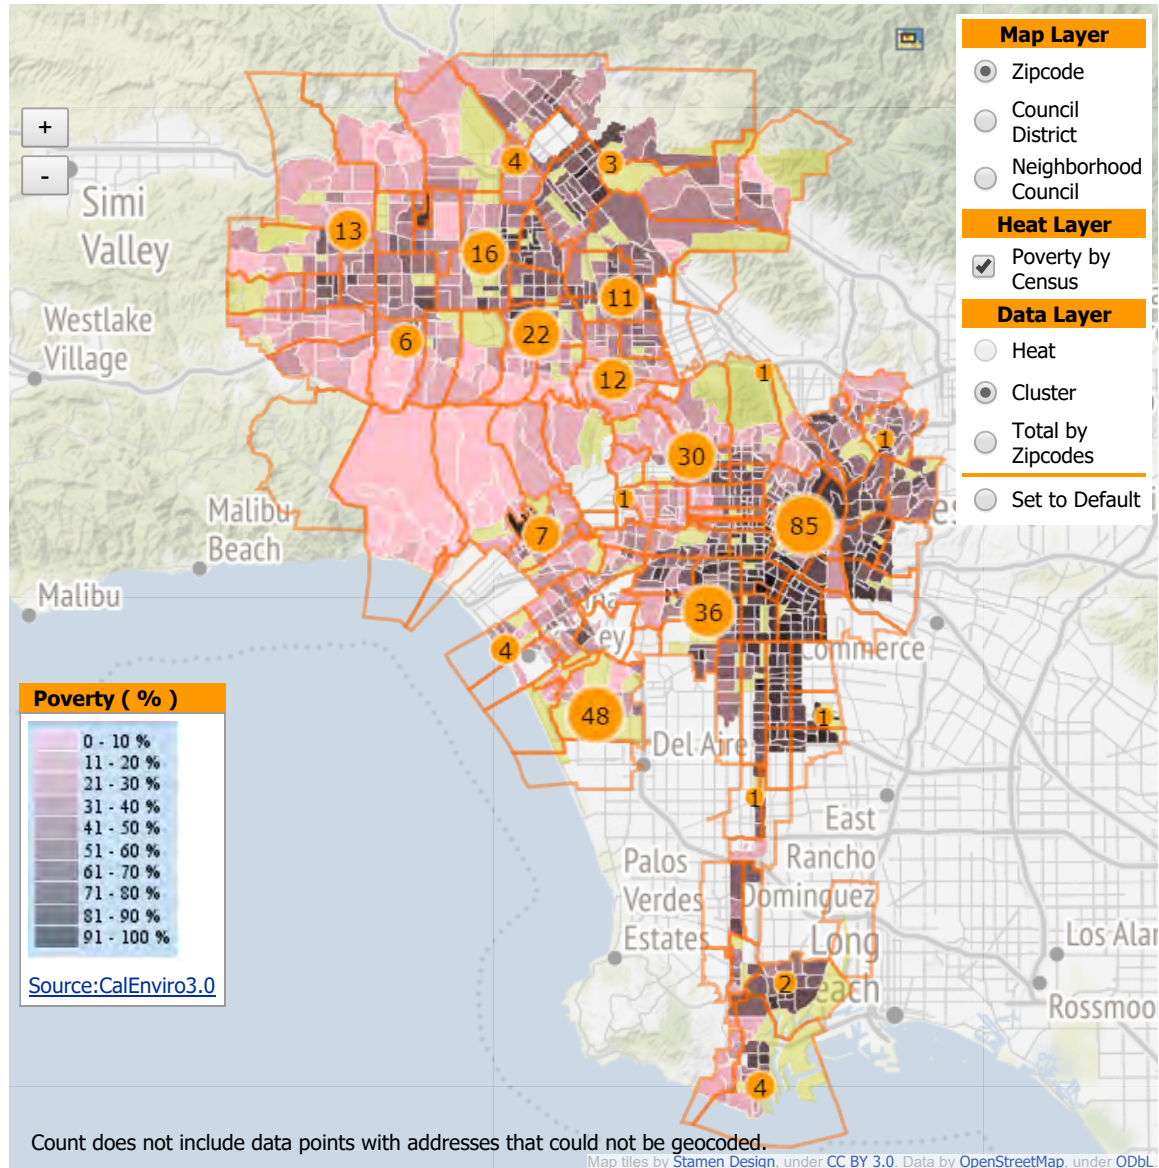 Map Layer
Zipcode
Council
District
Neighborhood
Council
Heat Layer
Poverty by
Census
Data Layer
Heat
Cluster
Total by
Zipcodes
Set to Default
+
-
Simi
Valley
Westlake
Village
Malibu
Beach
Malibu
4
3
13
16
11
22
6
12
1
1
30
1
85
7
36
4
48
1
1
2
4
Commerce
Del Aire
East
Rancho
Dominguez
Palos
Verdes
Estates
Long
each
Los Alar
Rossmoo
Poverty ( % )
0 - 10 %
11 - 20 %
21 - 30 %
31 - 40 %
41 - 50 %
51 - 60 %
61 - 70 %
71 - 80 %
81 - 90 %
91 - 100 %
Source:CalEnviro3.0
Count does not include data points with addresses that could not be geocoded.
Map tiles by Stamen Design, under CC BY 3.0. Data by OpenStreetMap, under ODbL